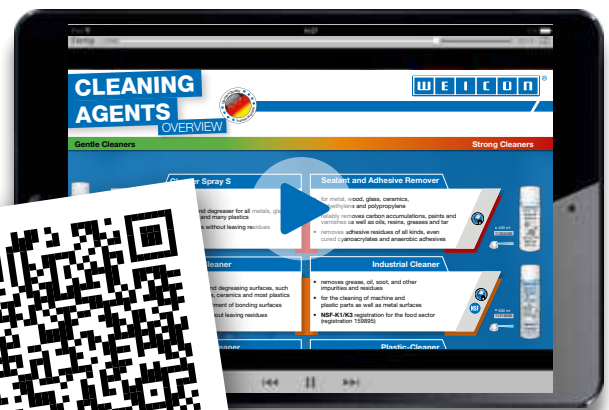 9:27
CLEANING
AGENTS
OVERVIEW
WEICON®
Gentle Cleaners
Strong Cleaners
Spray S
degreaser for all metals,
and many plastics
without leaving residues
Sealant and Adhesive Remover
for metal, wood, glass, ceramics,
polyethylene and polypropylene
reliably removes carbon accumulations, paints and
varnishes as well as oils, resins, greases and tar
removes adhesive residues of all kinds, even
cured cyanoacrylates and anaerobic adhesives
degreasing surfaces, such
ceramics and most plastics
of bonding surfaces
leaving residues
Industrial Cleaner
• removes grease, oil, soot, and other
impurities and residues
• for the cleaning of machine and
plastic parts as well as metal surfaces
• NSF-K1/K3 registration for the food sector
(registration 159895)
NSF
Plastic-Cleaner